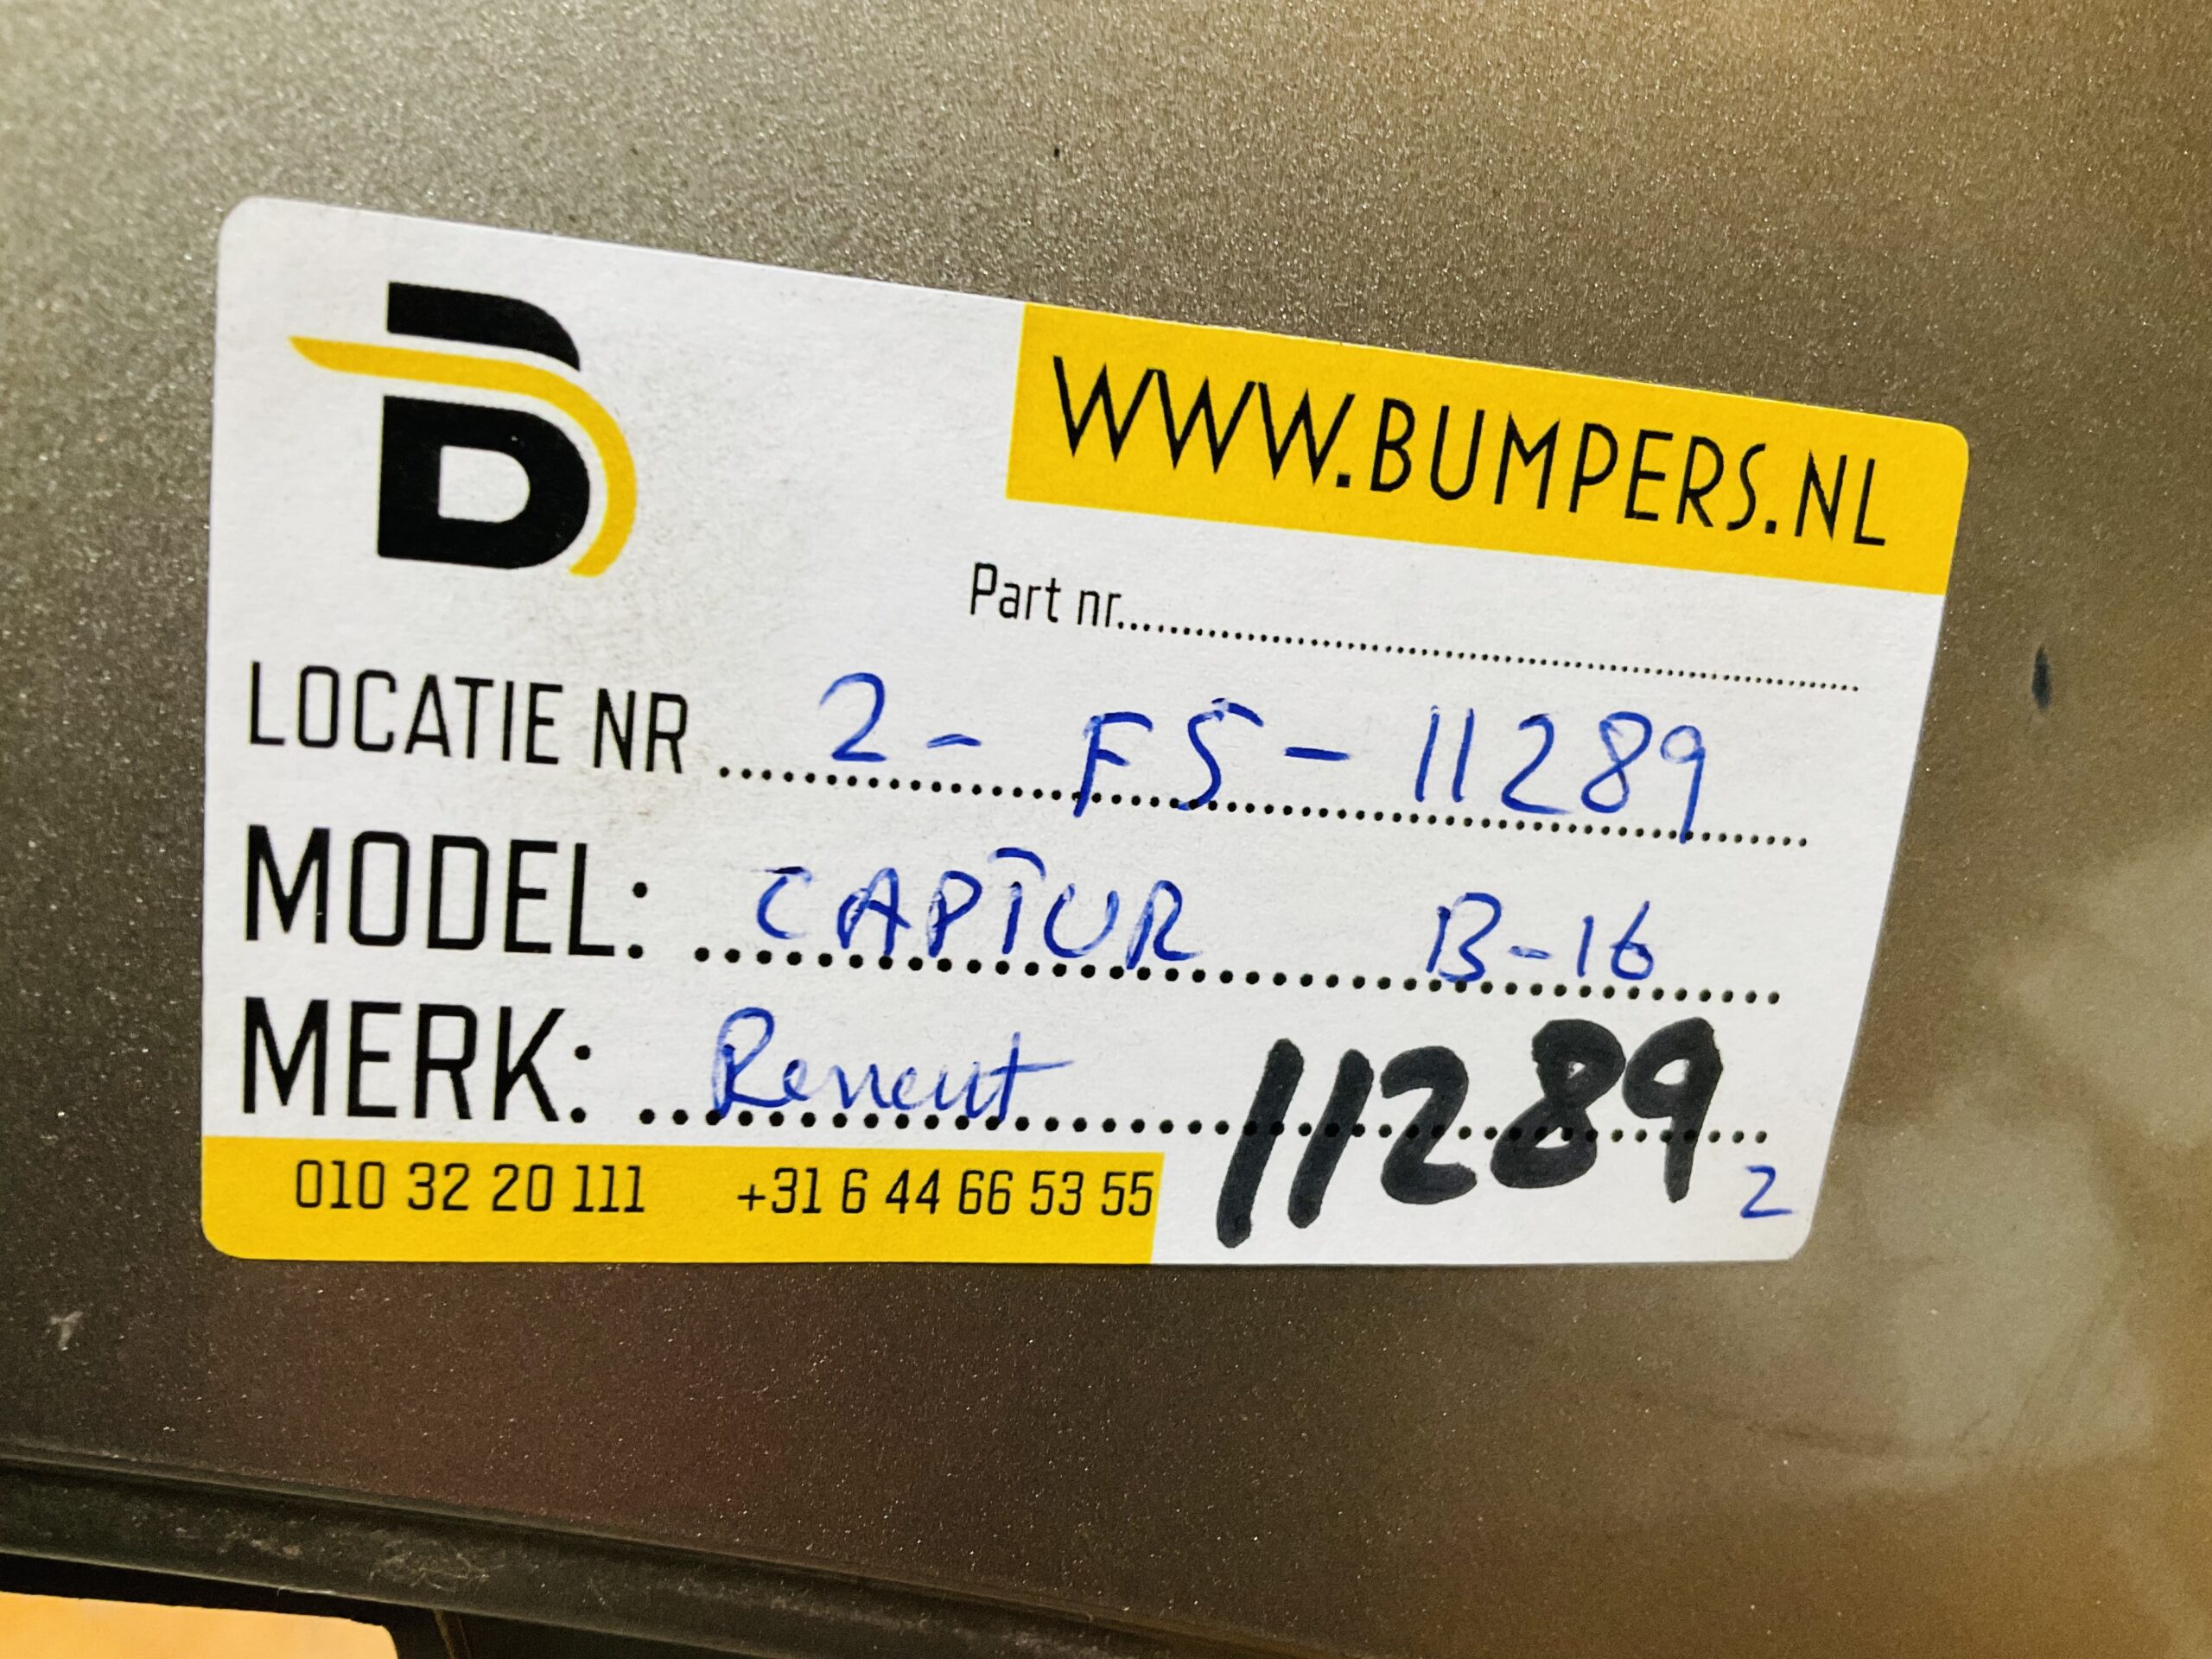 B
WWW.BUMPERS.NL
Part nr...
LOCATIE NR 2 - FS - 11289
MODEL: CAPTUR B-16
MERK: Reneut 11289
010 32 20 111 +31 6 44 66 53 55 2